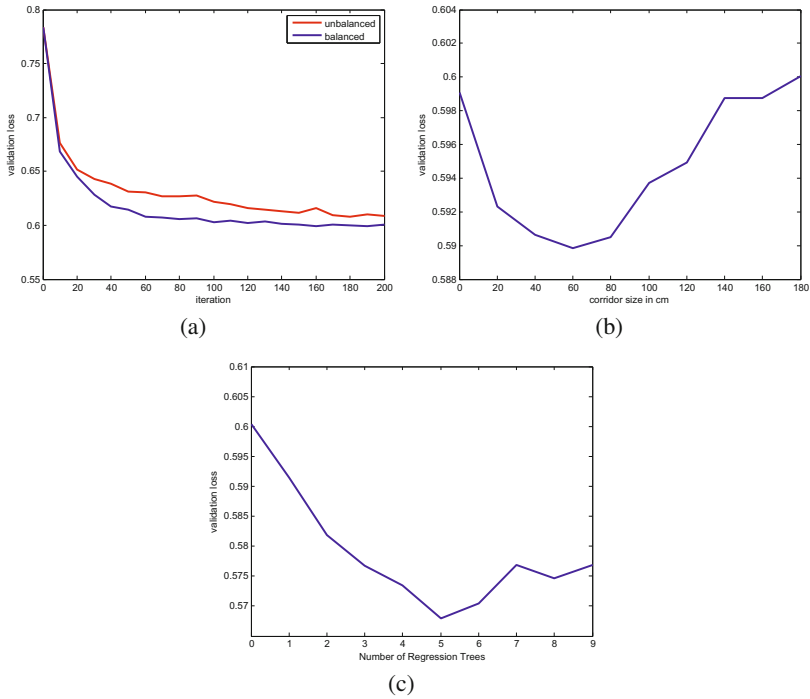 0.8
0.75
0.7
0.65
0.6
0.55
validation loss
unbalanced
balanced
0 20 40 60 80 100 120 140 160 180 200
iteration
(a)
0.604
0.602
0.6
0.598
0.596
0.594
0.592
0.59
0.588
validation loss
0 20 40 60 80 100 120 140 160 180
corridor size in cm
(b)
0.61
0.605
0.6
0.595
0.59
0.585
0.58
0.575
0.57
validation loss
0 1 2 3 4 5 6 7 8 9
Number of Regression Trees
(c)